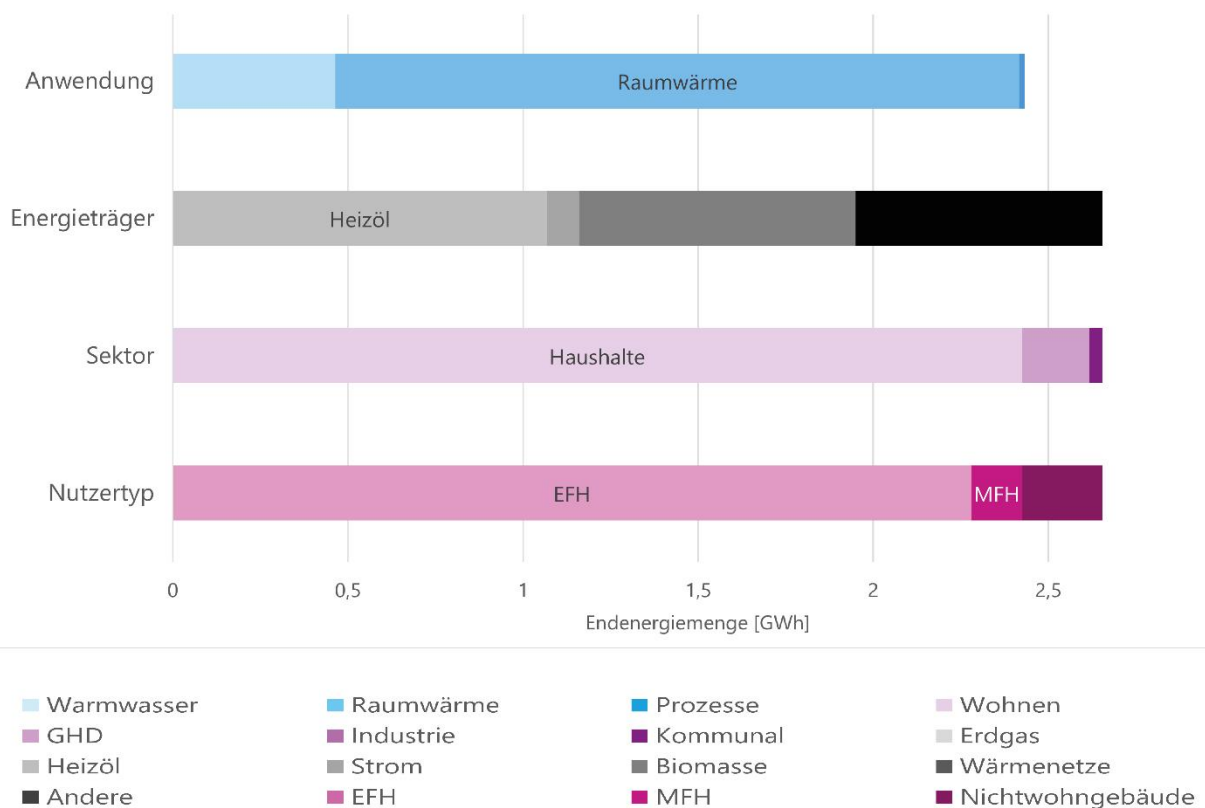 Anwendung
Raumwärme
Energieträger
Heizöl
Sektor
Haushalte
Nutzertyp
EFH MFH
0 0,5 1 1,5 2 2,5
Endenergiemenge [GWh]
Warmwasser Raumwärme Prozesse Wohnen
GHD Industrie Kommunal Erdgas
Heizöl Strom Biomasse Wärmenetze
Andere EFH MFH Nichtwohngebäude